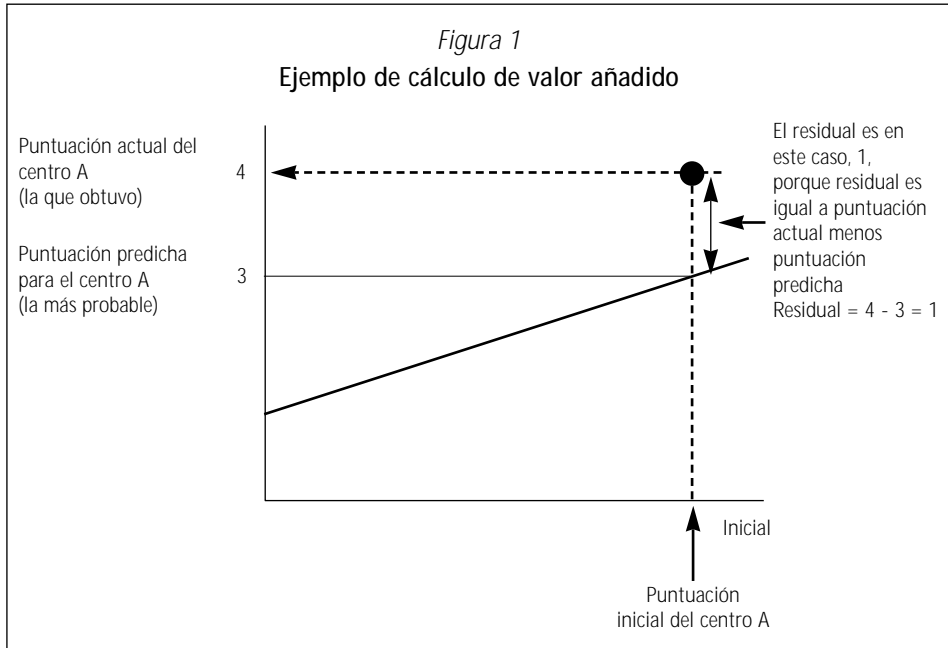 Figura 1
Ejemplo de cálculo de valor añadido
Puntuación actual del
centro A
(la que obtuvo)
4
Puntuación predicha
para el centro A
(la más probable)
3
El residual es en
este caso, 1,
porque residual es
igual a puntuación
actual menos
puntuación
predicha
Residual = 4 - 3 = 1
Inicial
Puntuación
inicial del centro A